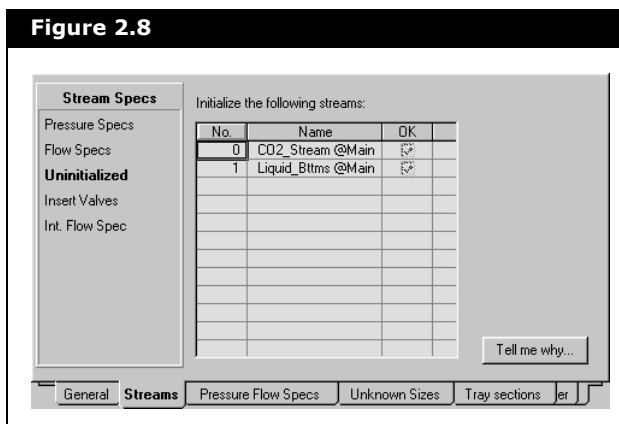 Figure 2.8
Stream Specs
Pressure Specs
Flow Specs
Uninitialized
Insert Valves
Int. Flow Spec
Initialize the following streams:
No. Name OK
0 CO2_Stream @Main
1 Liquid_Bttms @Main
Tell me why...
General Streams Pressure Flow Specs Unknown Sizes Tray sections er